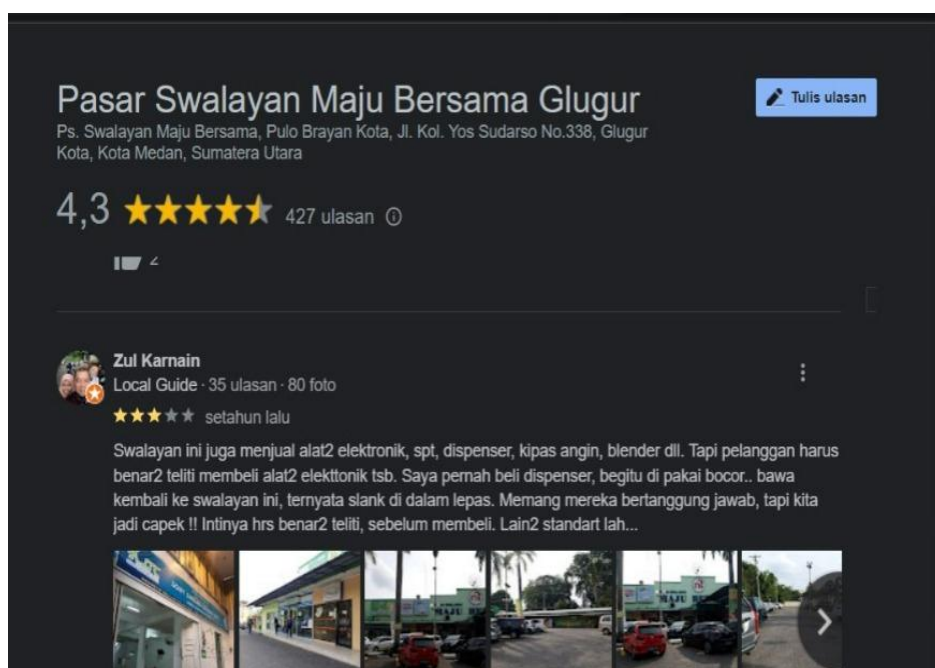 Pasar Swalayan Maju Bersama Glugur
Tulis ulasan
Ps. Swalayan Maju Bersama, Pulo Brayan Kota, Jl. Kol. Yos Sudarso No.338, Glugur
Kota, Kota Medan, Sumatera Utara
4,3
427 ulasan
Zul Karnain
Local Guide · 35 ulasan · 80 foto
setahun lalu
Swalayan ini juga menjual alat2 elektronik, spt, dispenser, kipas angin, blender dll. Tapi pelanggan harus
benar2 teliti membeli alat2 elekttonik tsb. Saya pernah beli dispenser, begitu di pakai bocor.. bawa
kembali ke swalayan ini, ternyata slank di dalam lepas. Memang mereka bertanggung jawab, tapi kita
jadi capek !! Intinya hrs benar2 teliti, sebelum membeli. Lain2 standart lah...
MAJU